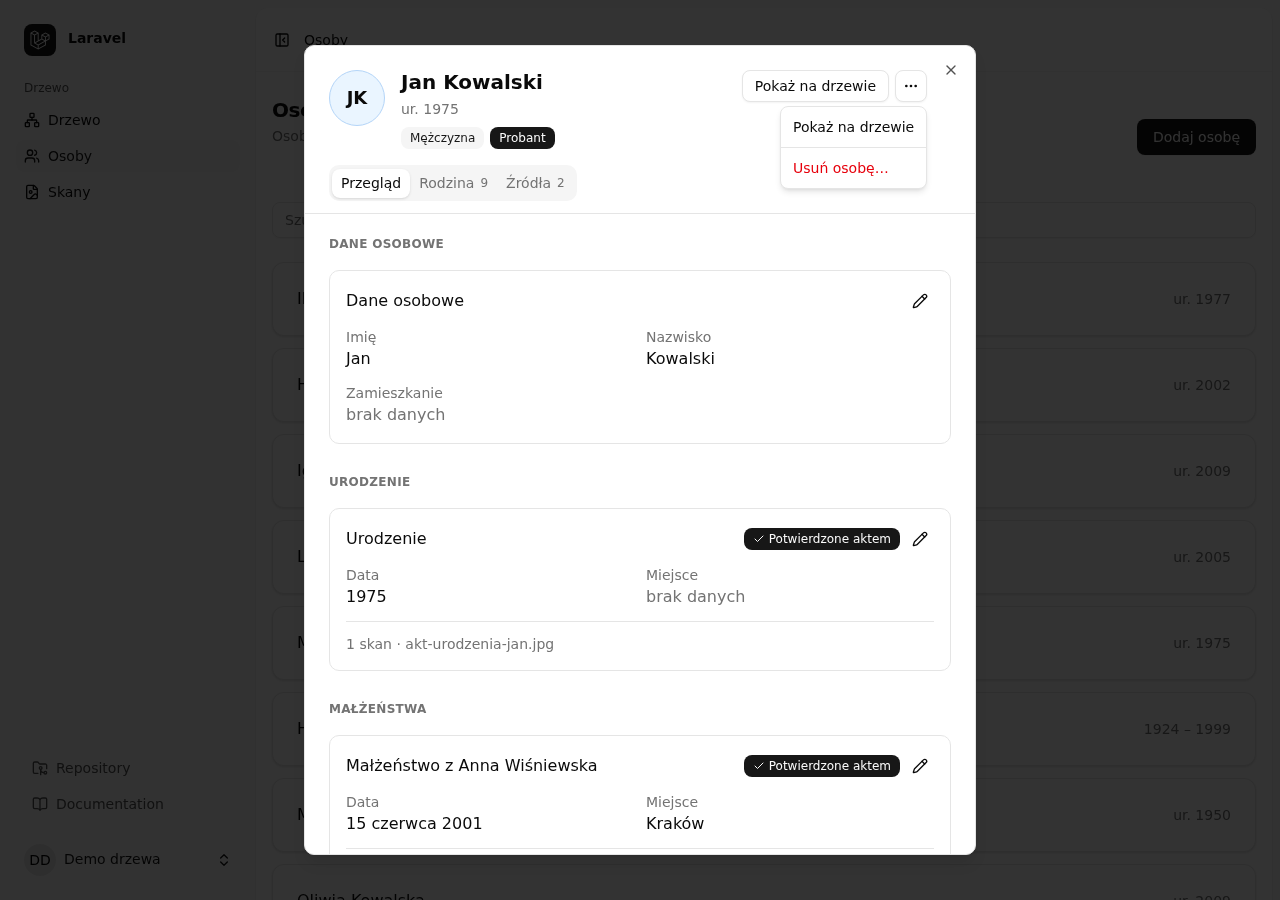 Laravel
Drzewo
Drzewo
Osoby
Skany
Repository
Documentation
DD Demo drzewa
Osoby
Dodaj osobę
JK
Jan Kowalski
ur. 1975
Mężczyzna Probant
Pokaż na drzewie
Pokaż na drzewie
Usuń osobę…
Przegląd Rodzina 9 Źródła 2
DANE OSOBOWE
Dane osobowe
Imię Nazwisko
Jan Kowalski
Zamieszkanie
brak danych
URODZENIE
Urodzenie Potwierdzone aktem
Data Miejsce
1975 brak danych
1 skan · akt-urodzenia-jan.jpg
MAŁŻEŃSTWA
Małżeństwo z Anna Wiśniewska Potwierdzone aktem
Data Miejsce
15 czerwca 2001 Kraków
ur. 1977
ur. 2002
ur. 2009
ur. 2005
ur. 1975
1924 – 1999
ur. 1950